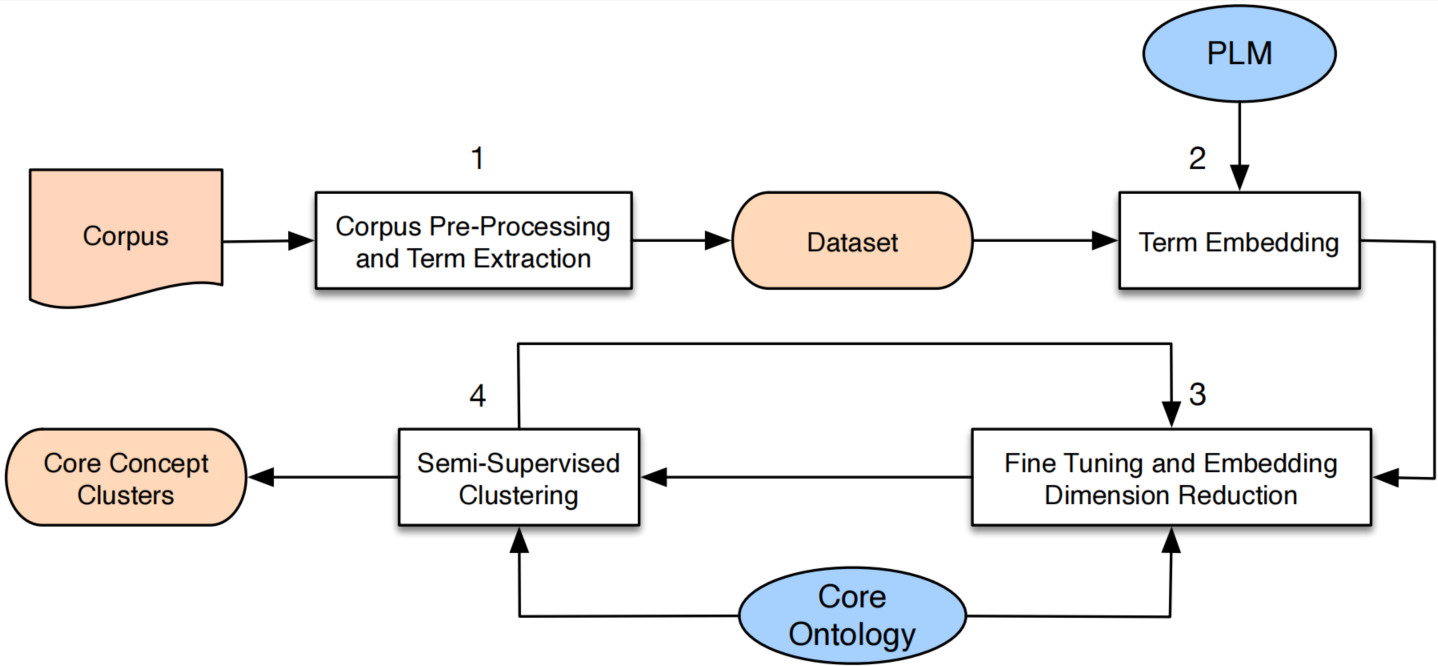 PLM
1
2
Corpus
Corpus Pre-Processing
and Term Extraction
Dataset
Term Embedding
4
3
Core Concept
Clusters
Semi-Supervised
Clustering
Fine Tuning and Embedding
Dimension Reduction
Core
Ontology